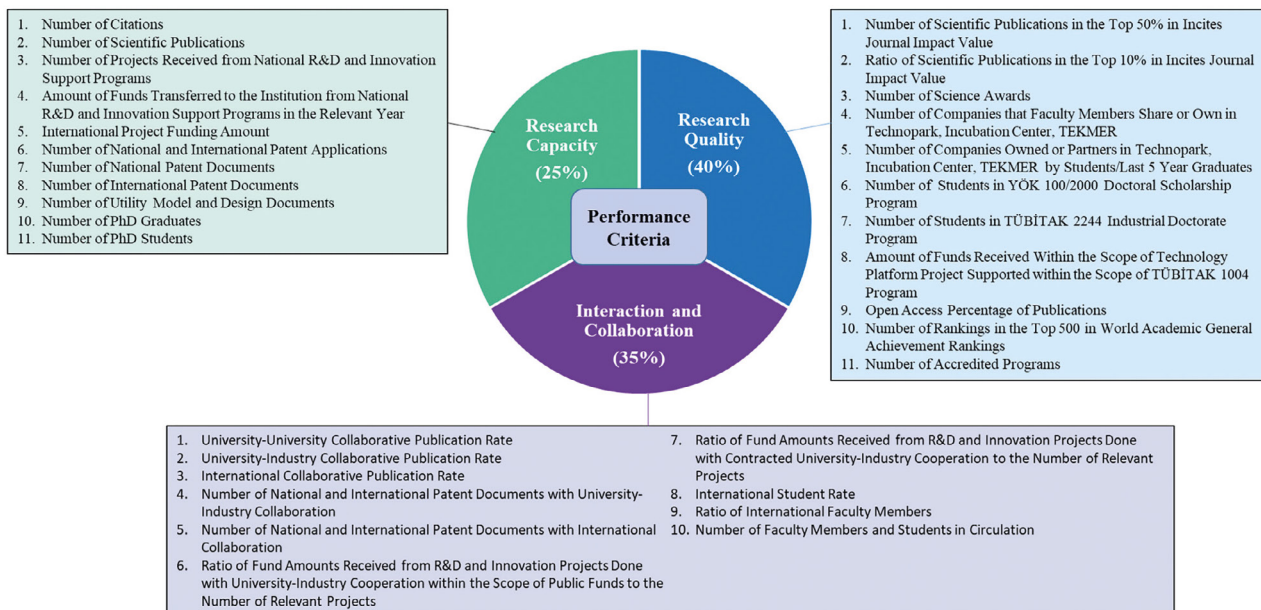 1. Number of Citations
2. Number of Scientific Publications
3. Number of Projects Received from National R&D and Innovation
Support Programs
4. Amount of Funds Transferred to the Institution from National
R&D and Innovation Support Programs in the Relevant Year
5. International Project Funding Amount
6. Number of National and International Patent Applications
7. Number of National Patent Documents
8. Number of International Patent Documents
9. Number of Utility Model and Design Documents
10. Number of PhD Graduates
11. Number of PhD Students
Research
Capacity
(25%)
Research
Quality
(40%)
Performance
Criteria
Interaction and
Collaboration
(35%)
1. Number of Scientific Publications in the Top 50% in Incites
Journal Impact Value
2. Ratio of Scientific Publications in the Top 10% in Incites Journal
Impact Value
3. Number of Science Awards
4. Number of Companies that Faculty Members Share or Own in
Technopark, Incubation Center, TEKMER
5. Number of Companies Owned or Partners in Technopark,
Incubation Center, TEKMER by Students/Last 5 Year Graduates
6. Number of Students in YÖK 100/2000 Doctoral Scholarship
Program
7. Number of Students in TÜBİTAK 2244 Industrial Doctorate
Program
8. Amount of Funds Received Within the Scope of Technology
Platform Project Supported within the Scope of TÜBİTAK 1004
Program
9. Open Access Percentage of Publications
10. Number of Rankings in the Top 500 in World Academic General
Achievement Rankings
11. Number of Accredited Programs
1. University-University Collaborative Publication Rate
2. University-Industry Collaborative Publication Rate
3. International Collaborative Publication Rate
4. Number of National and International Patent Documents with University-
Industry Collaboration
5. Number of National and International Patent Documents with International
Collaboration
6. Ratio of Fund Amounts Received from R&D and Innovation Projects Done
with University-Industry Cooperation within the Scope of Public Funds to the
Number of Relevant Projects
7. Ratio of Fund Amounts Received from R&D and Innovation Projects Done
with Contracted University-Industry Cooperation to the Number of Relevant
Projects
8. International Student Rate
9. Ratio of International Faculty Members
10. Number of Faculty Members and Students in Circulation